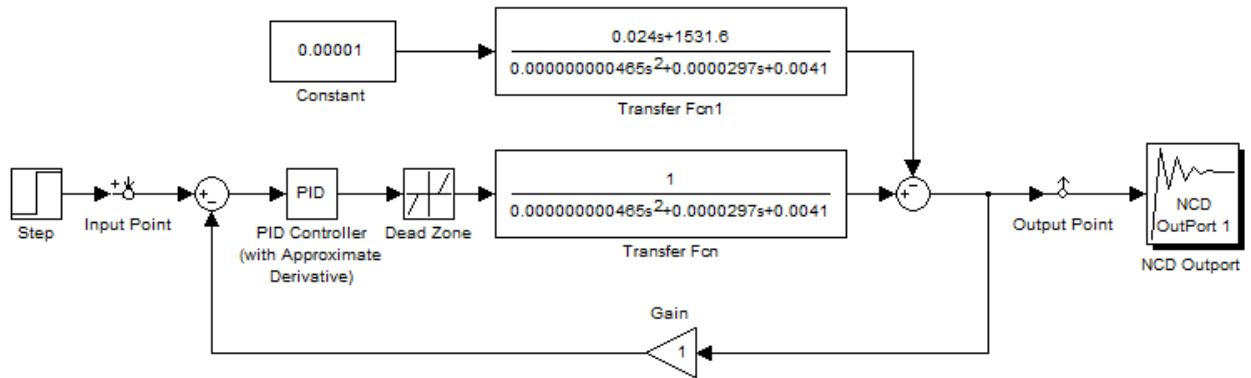 0.00001
Constant
0.024s+1531.6
0.000000000465s2+0.0000297s+0.0041
Transfer Fcn1
Step
Input Point
PID
PID Controller
(with Approximate
Derivative)
Dead Zone
1
0.000000000465s2+0.0000297s+0.0041
Transfer Fcn
Output Point
NCD
OutPort 1
NCD Outport
Gain
1